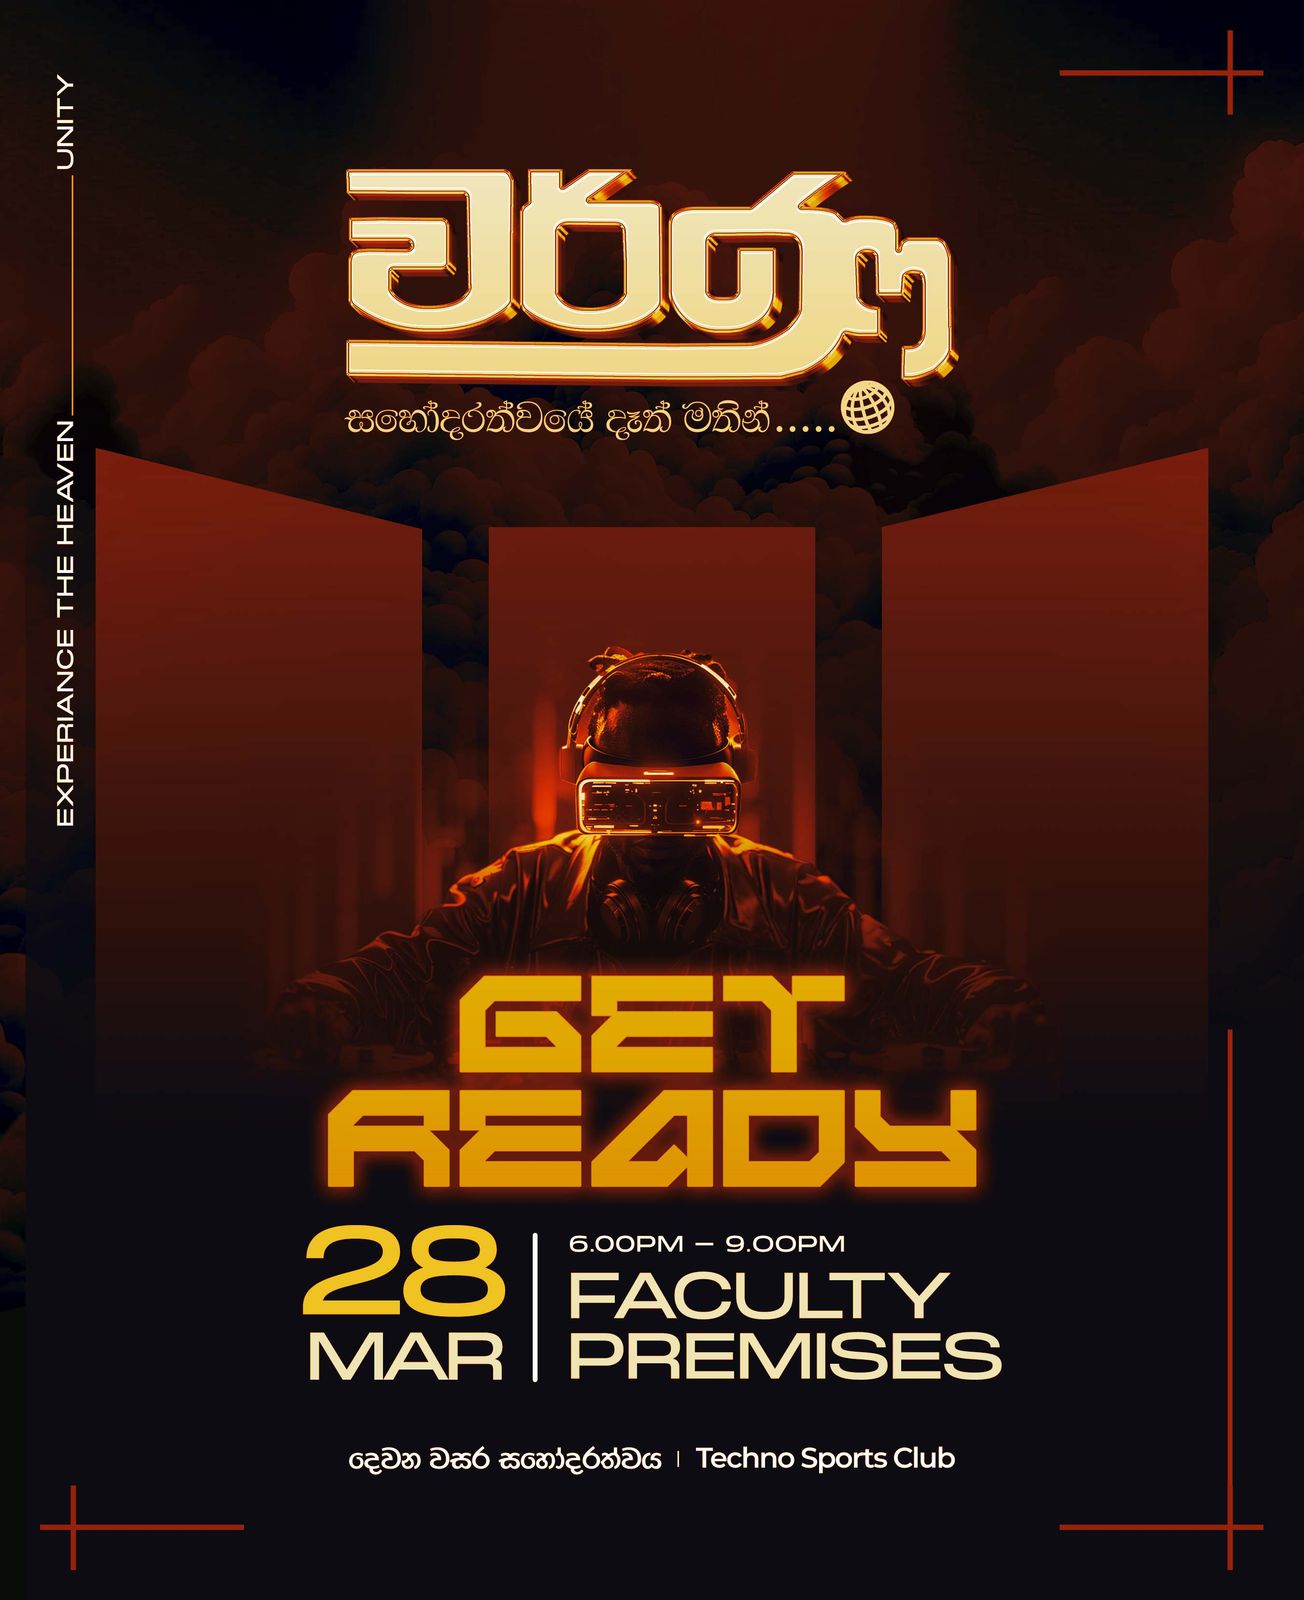 UNITY
EXPERIANCE THE HEAVEN
වර්ණ
සහෝදරත්වයේ දෑත් මතින්.....
GET
READY
28
MAR
6.00PM – 9.00PM
FACULTY
PREMISES
දෙවන වසර සහෝදරත්වය | Techno Sports Club